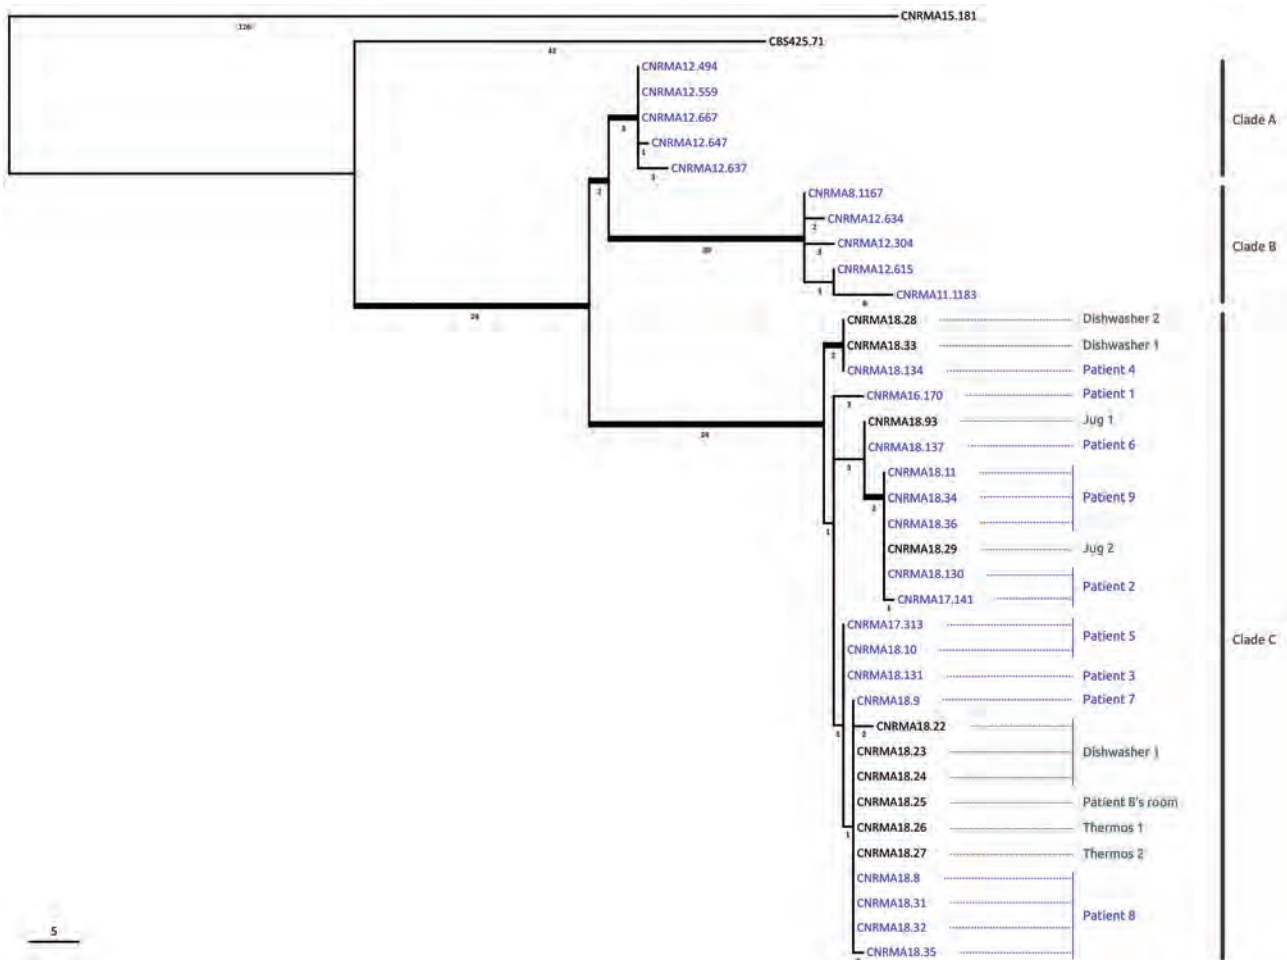 CNRMA15.181
126
CBS425.71
42
CNRMA12.494
CNRMA12.559
CNRMA12.667
3
Clade A
CNRMA12.647
1
CNRMA12.637
3
2
CNRMA8.1167
CNRMA12.634
2
CNRMA12.304
20
3
Clade B
CNRMA12.615
CNRMA11.1183
6
24
CNRMA18.28 Dishwasher 2
CNRMA18.33 Dishwasher 1
2
CNRMA18.134 Patient 4
CNRMA16.170 Patient 1
3
CNRMA18.93 Jug 1
24
CNRMA18.137 Patient 6
3
CNRMA18.11
CNRMA18.34 Patient 9
2
CNRMA18.36
1
CNRMA18.29 Jug 2
CNRMA18.130
Patient 2
CNRMA17.141
1
CNRMA17.313
Patient 5
CNRMA18.10
Clade C
CNRMA18.131 Patient 3
CNRMA18.9 Patient 7
CNRMA18.22
2
CNRMA18.23 Dishwasher 1
CNRMA18.24
CNRMA18.25 Patient 8's room
CNRMA18.26 Thermos 1
1
CNRMA18.27 Thermos 2
CNRMA18.8
CNRMA18.31
Patient 8
CNRMA18.32
5
CNRMA18.35